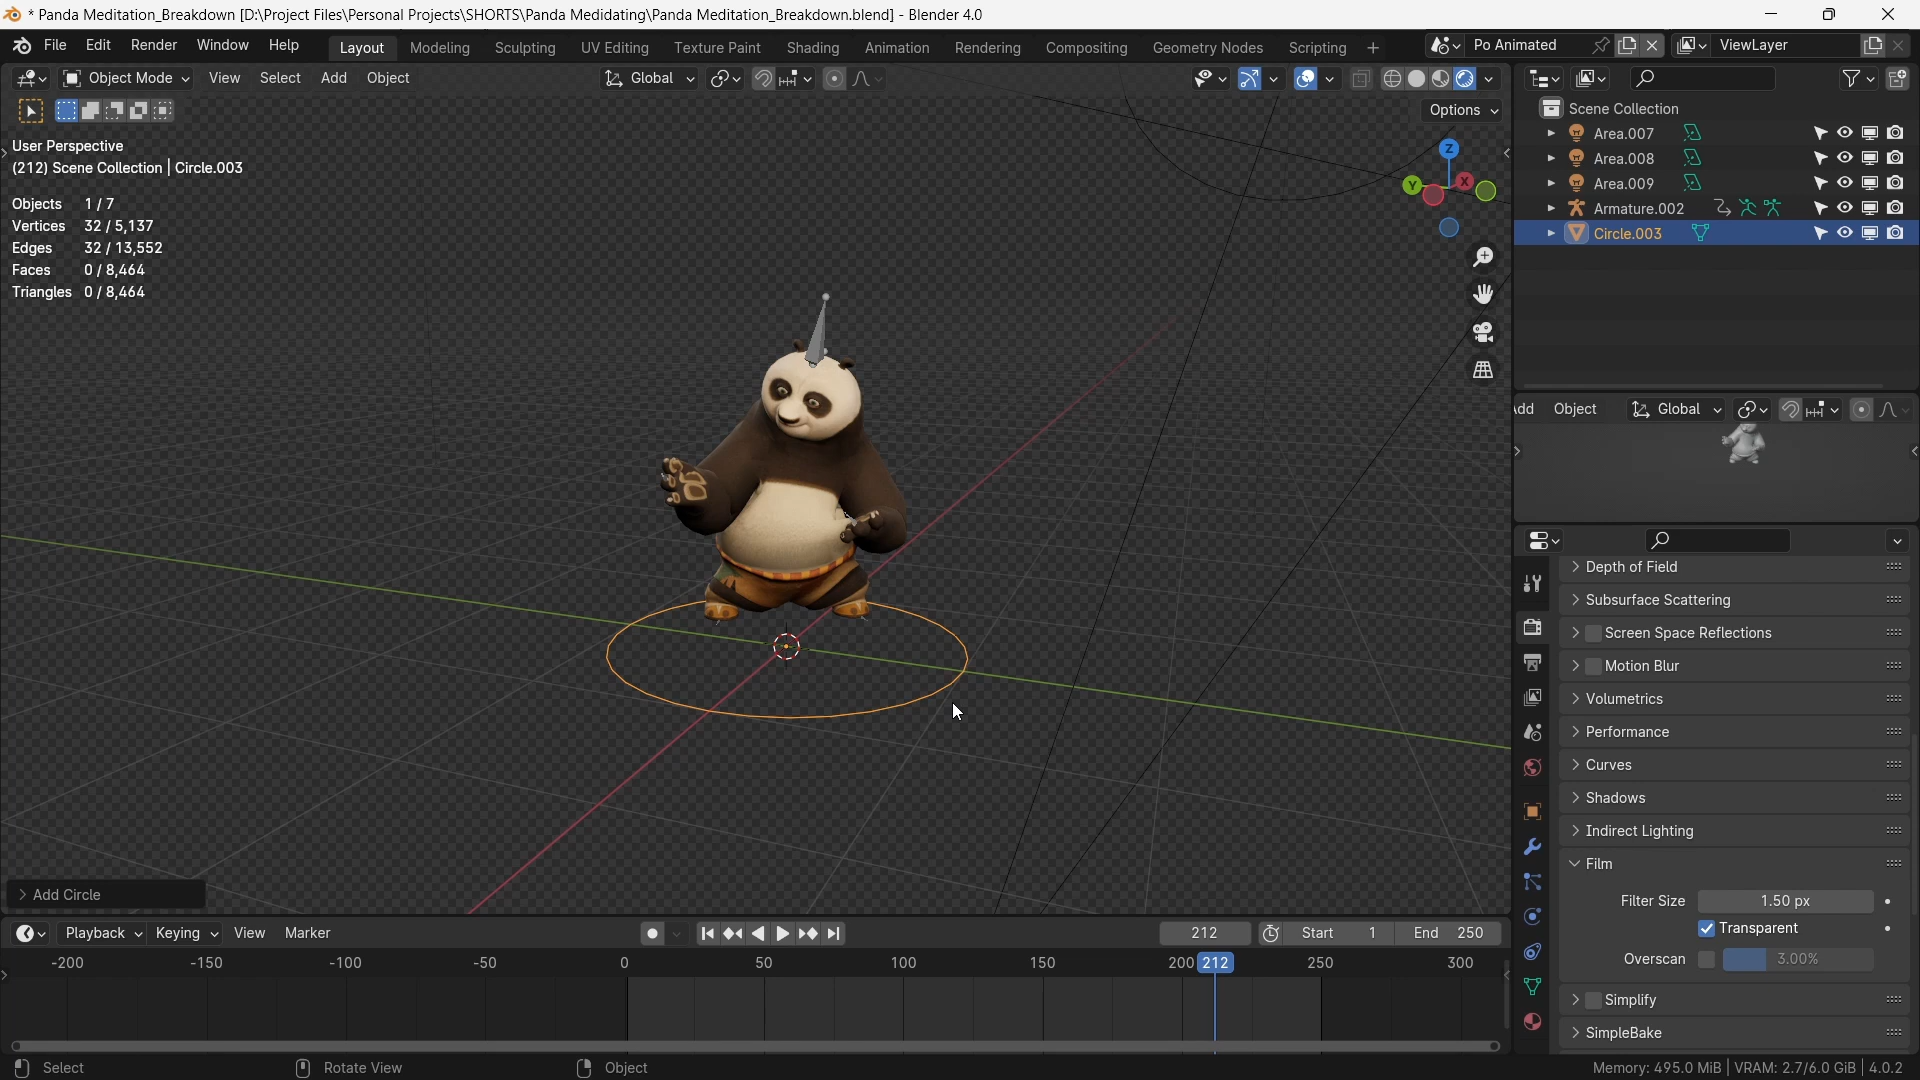 * Panda Meditation_Breakdown [D:\Project Files\Personal Projects\SHORTS\Panda Medidating\Panda Meditation_Breakdown.blend] - Blender 4.0
File Edit Render Window Help Layout Modeling Sculpting UV Editing Texture Paint Shading Animation Rendering Compositing Geometry Nodes Scripting + Po Animated ViewLayer
Object Mode View Select Add Object Global
Options
User Perspective
(212) Scene Collection | Circle.003
Objects 1 / 7
Vertices 32 / 5,137
Edges 32 / 13,552
Faces 0 / 8,464
Triangles 0 / 8,464
Z
Y
X
Scene Collection
Area.007
Area.008
Area.009
Armature.002
Circle.003
dd Object Global
Depth of Field
Subsurface Scattering
Screen Space Reflections
Motion Blur
Volumetrics
Performance
Curves
Shadows
Indirect Lighting
Film
Filter Size 1.50 px
Transparent
Overscan 3.00%
Simplify
SimpleBake
Add Circle
Playback Keying View Marker 212 Start 1 End 250
-200 -150 -100 -50 0 50 100 150 200 212 250 300
Select Rotate View Object Memory: 495.0 MiB | VRAM: 2.7/6.0 GiB | 4.0.2